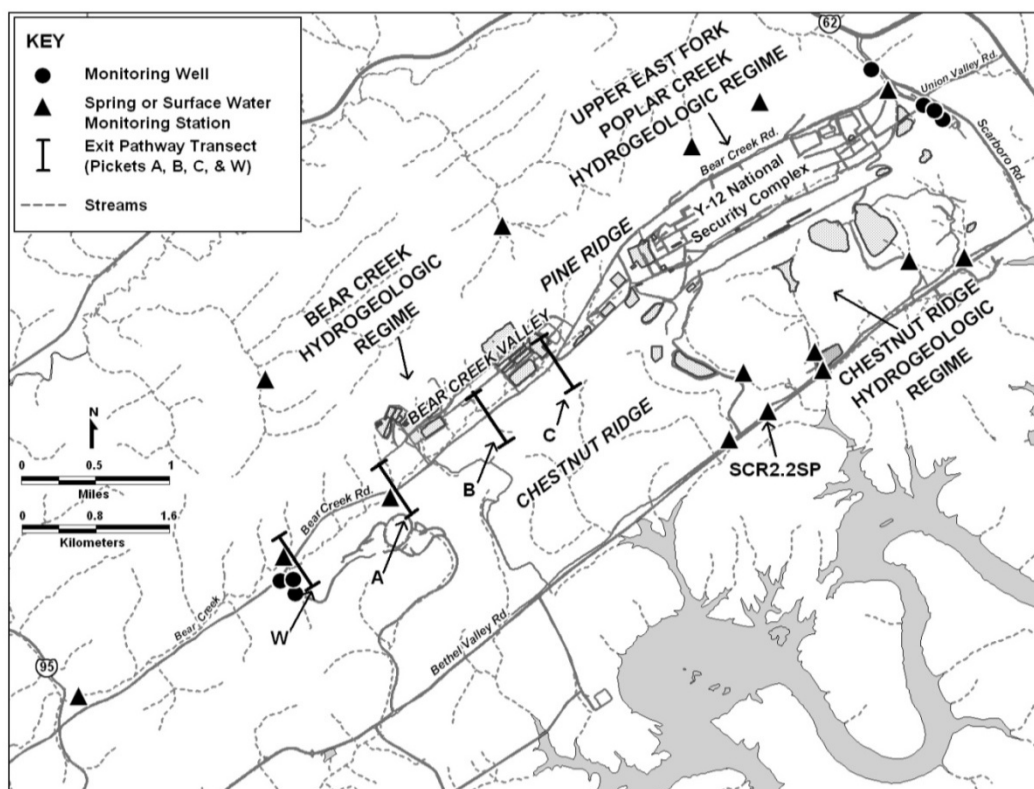 KEY
Monitoring Well
Spring or Surface Water
Monitoring Station
Exit Pathway Transect
(Pickets A, B, C, & W)
Streams
62
UPPER EAST FORK
POPLAR CREEK
HYDROGEOLOGIC REGIME
Union Valley Rd.
Scarboro Rd.
Bear Creek Rd.
Y-12 National
Security Complex
PINE RIDGE
BEAR CREEK
HYDROGEOLOGIC
REGIME
BEAR CREEK VALLEY
CHESTNUT RIDGE
HYDROGEOLOGIC
REGIME
CHESTNUT RIDGE
C
B
SCR2.2SP
N
0 0.5 1
Miles
0 0.8 1.6
Kilometers
Bear Creek Rd.
A
W
Bear Creek
Bethel Valley Rd.
95